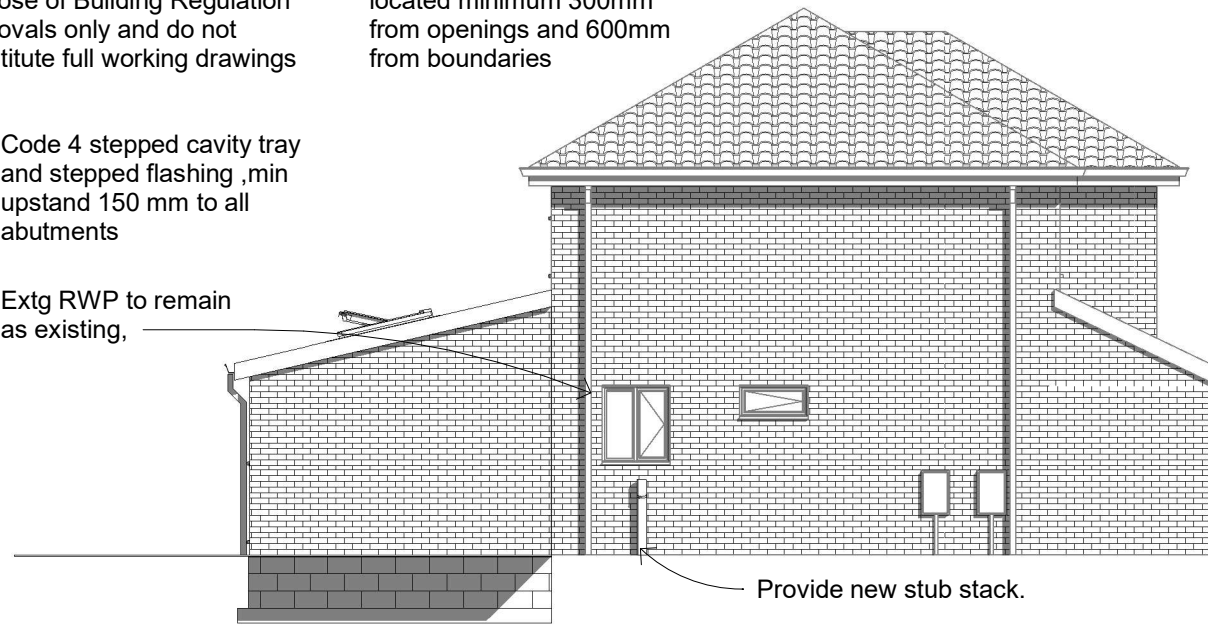 ose of Building Regulation
ovals only and do not
titute full working drawings
located minimum 300mm
from openings and 600mm
from boundaries
Code 4 stepped cavity tray
and stepped flashing ,min
upstand 150 mm to all
abutments
Extg RWP to remain
as existing,
Provide new stub stack.